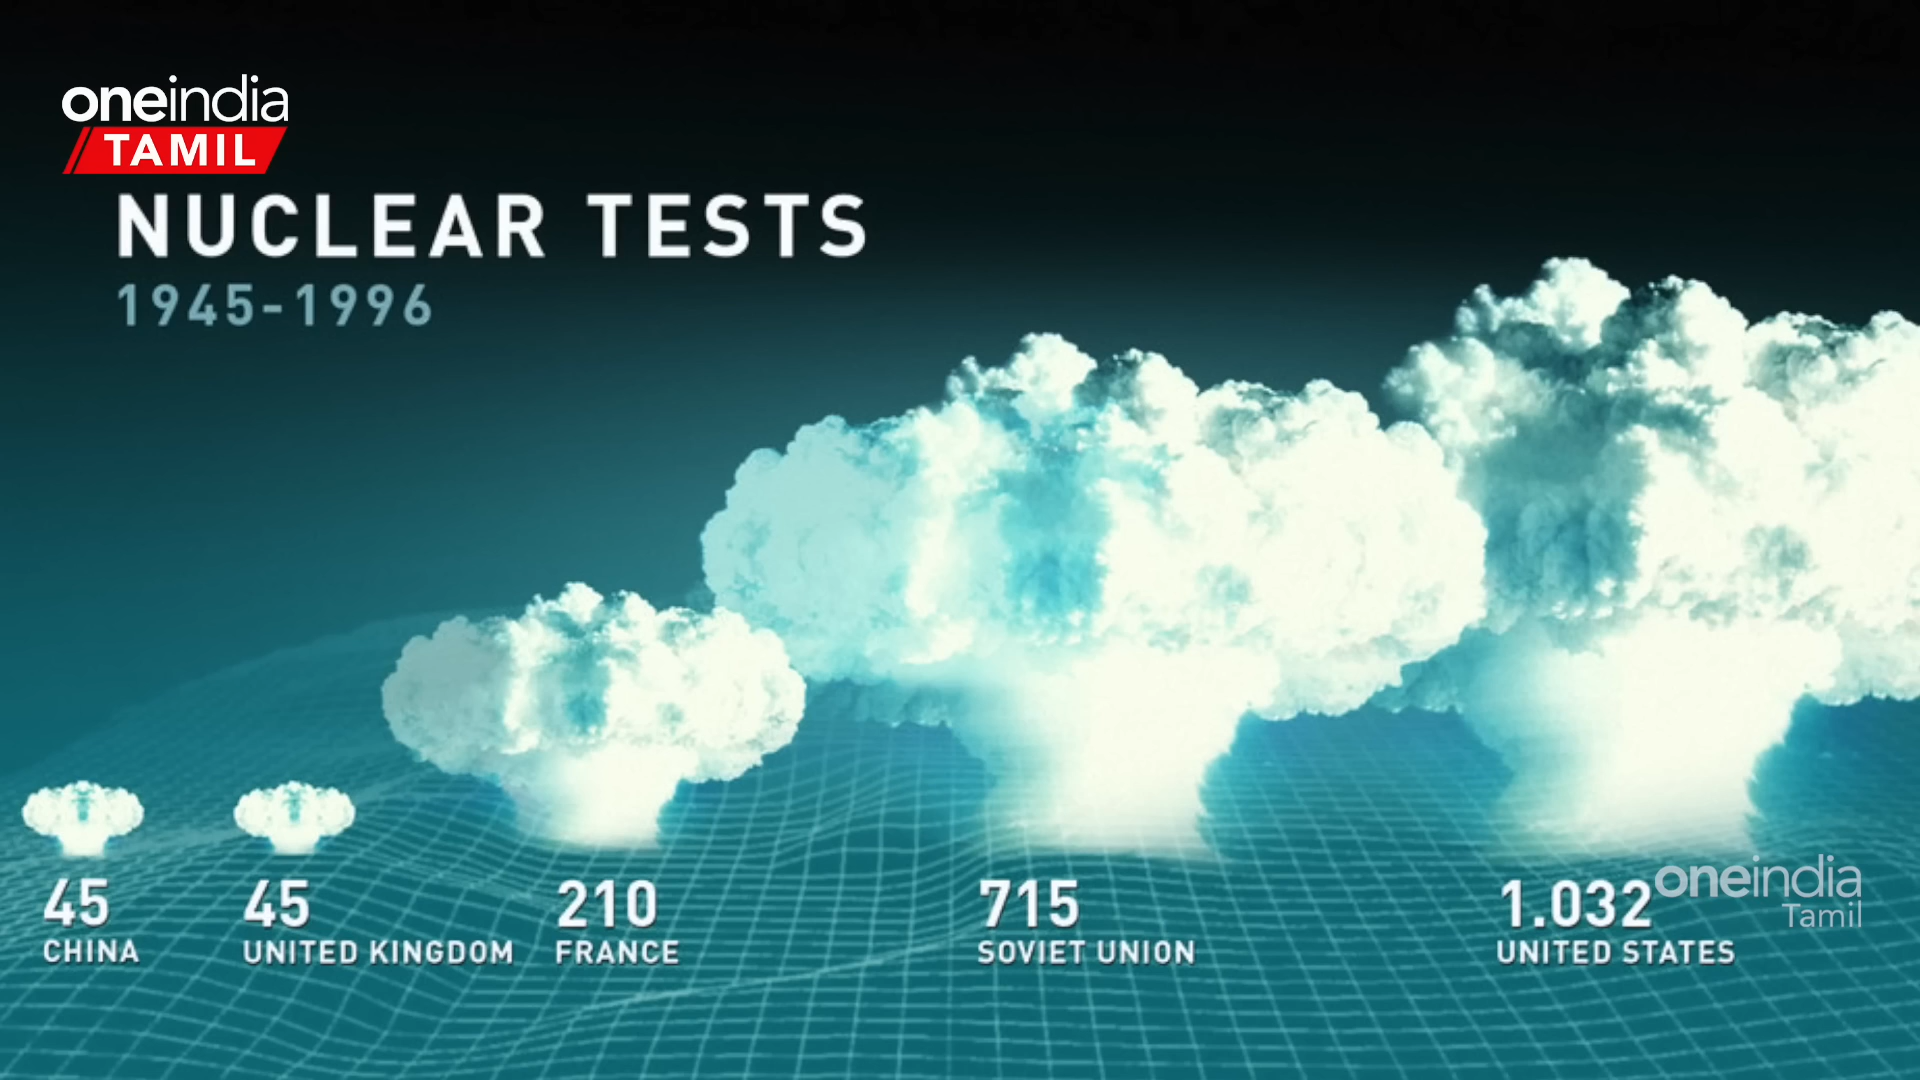 oneindia
TAMIL
NUCLEAR TESTS
1945-1996
45
CHINA
45
UNITED KINGDOM
210
FRANCE
715
SOVIET UNION
1.032
UNITED STATES
oneindia
Tamil